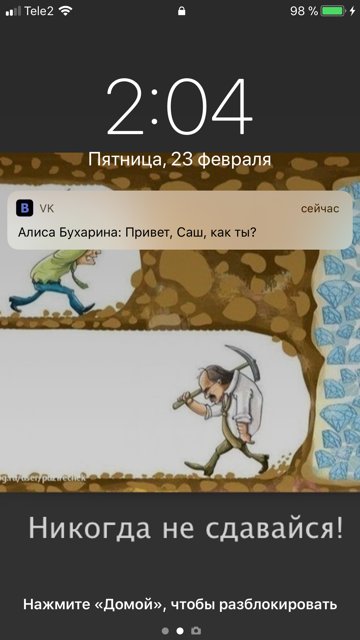 Tele2 98 %
2:04
Пятница, 23 февраля
VK сейчас
Алиса Бухарина: Привет, Саш, как ты?
Никогда не сдавайся!
Нажмите «Домой», чтобы разблокировать